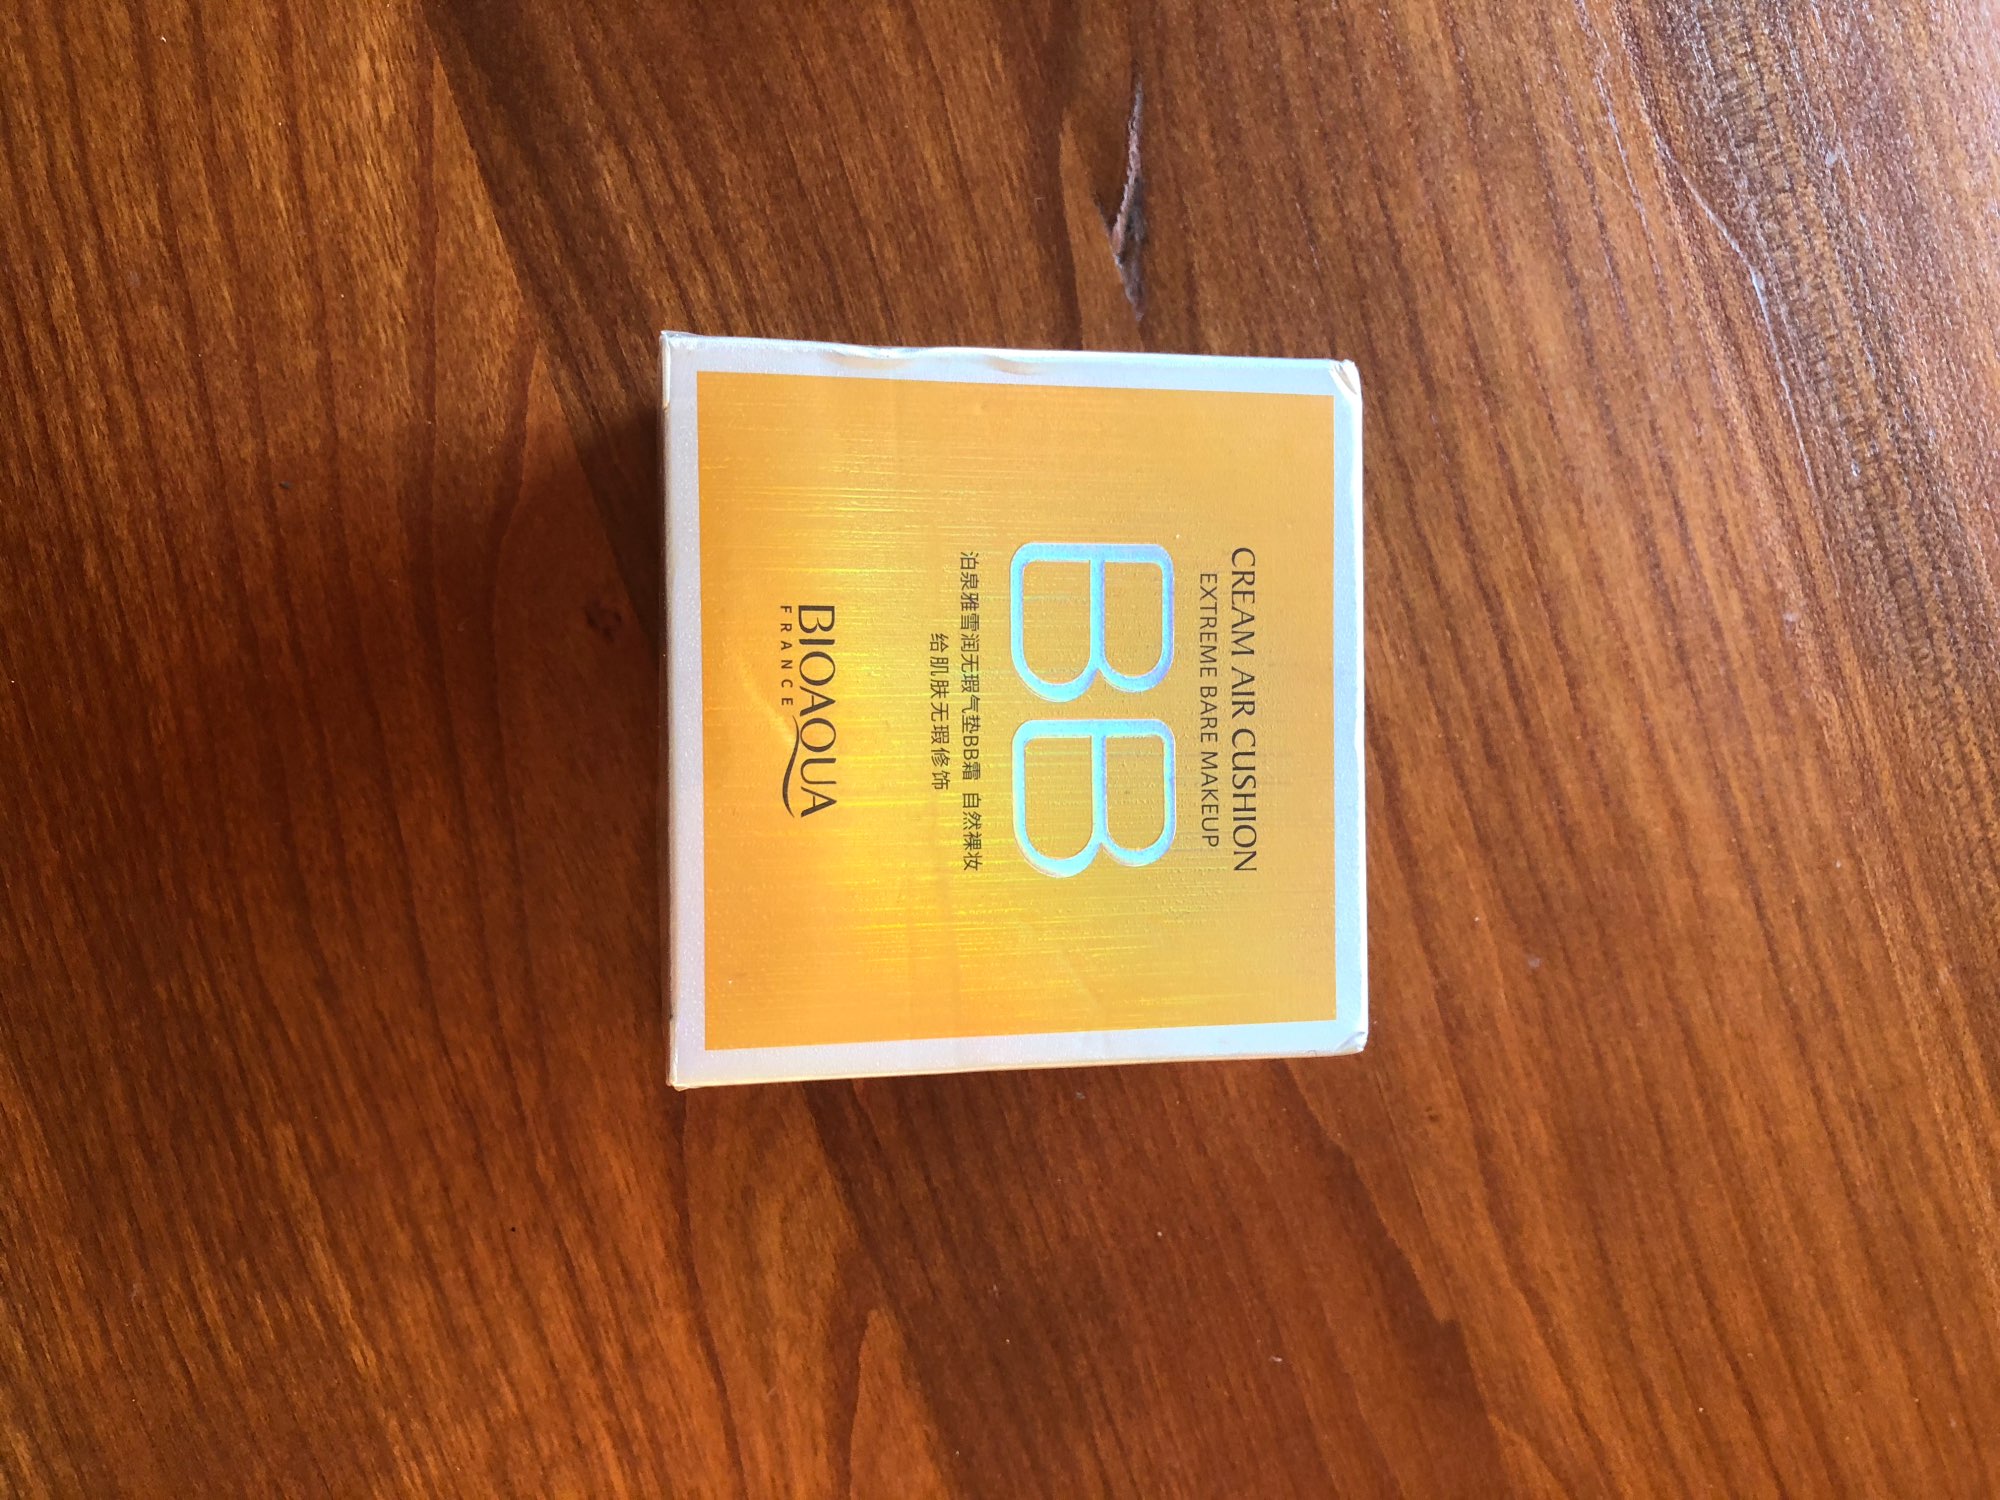 CREAM AIR CUSHION
EXTREME BARE MAKEUP
BB
泊泉雅雪润无瑕气垫BB霜 自然裸妆
给肌肤无瑕修饰
BIOAQUA
FRANCE